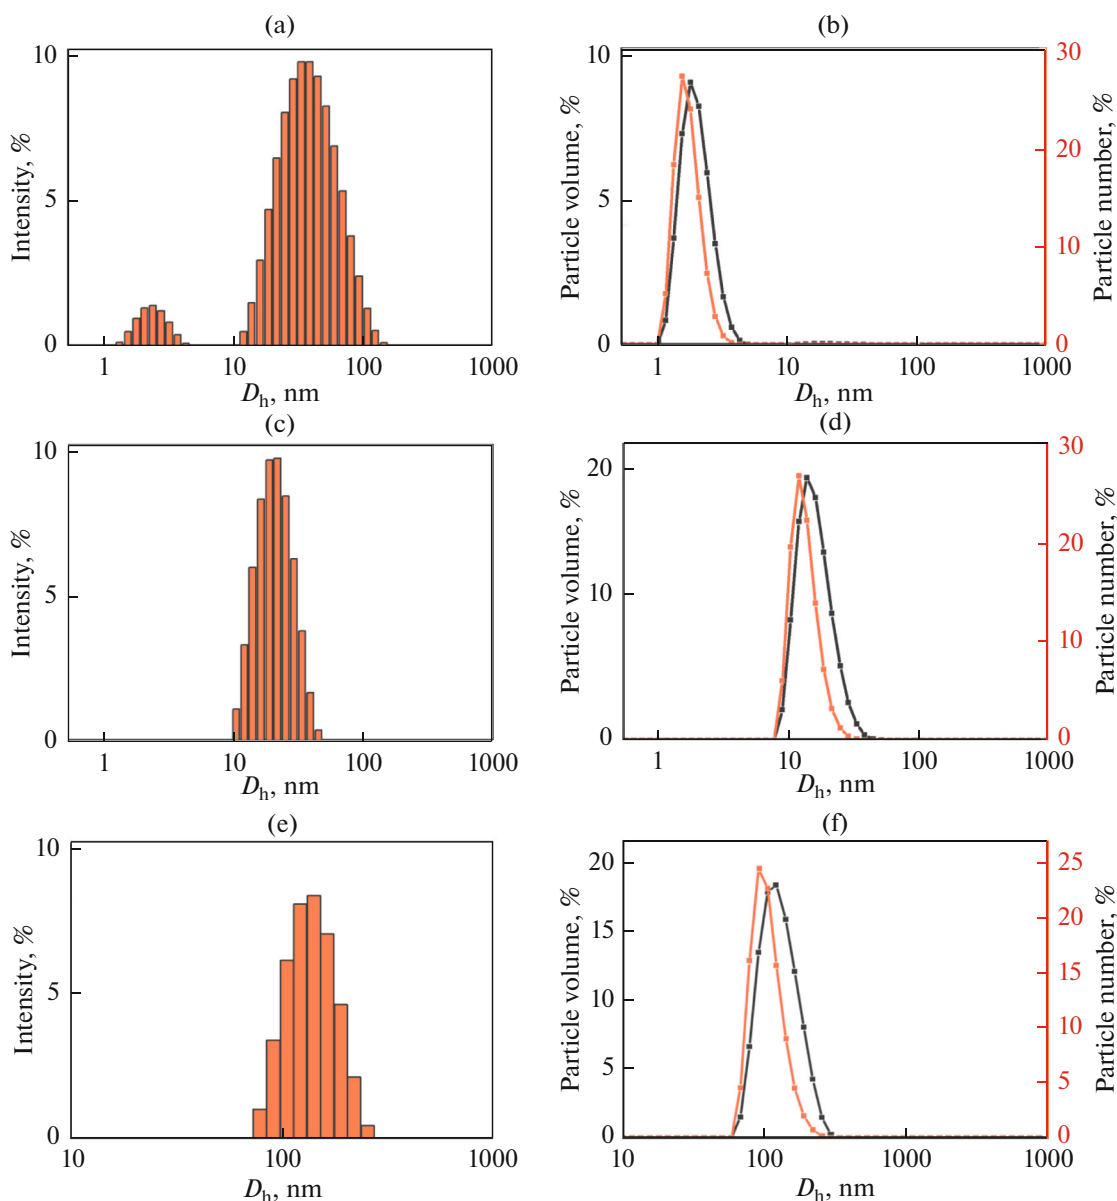 (a)
10
5
0
Intensity, %
1 10 100 1000
Dₕ, nm
(b)
10
5
0
Particle volume, %
30
20
10
0
Particle number, %
1 10 100 1000
Dₕ, nm
(c)
10
5
0
Intensity, %
1 10 100 1000
Dₕ, nm
(d)
20
10
0
Particle volume, %
30
20
10
0
Particle number, %
1 10 100 1000
Dₕ, nm
(e)
10
5
0
Intensity, %
10 100 1000
Dₕ, nm
(f)
20
15
10
5
0
Particle volume, %
25
20
15
10
5
0
Particle number, %
10 100 1000 1000
Dₕ, nm